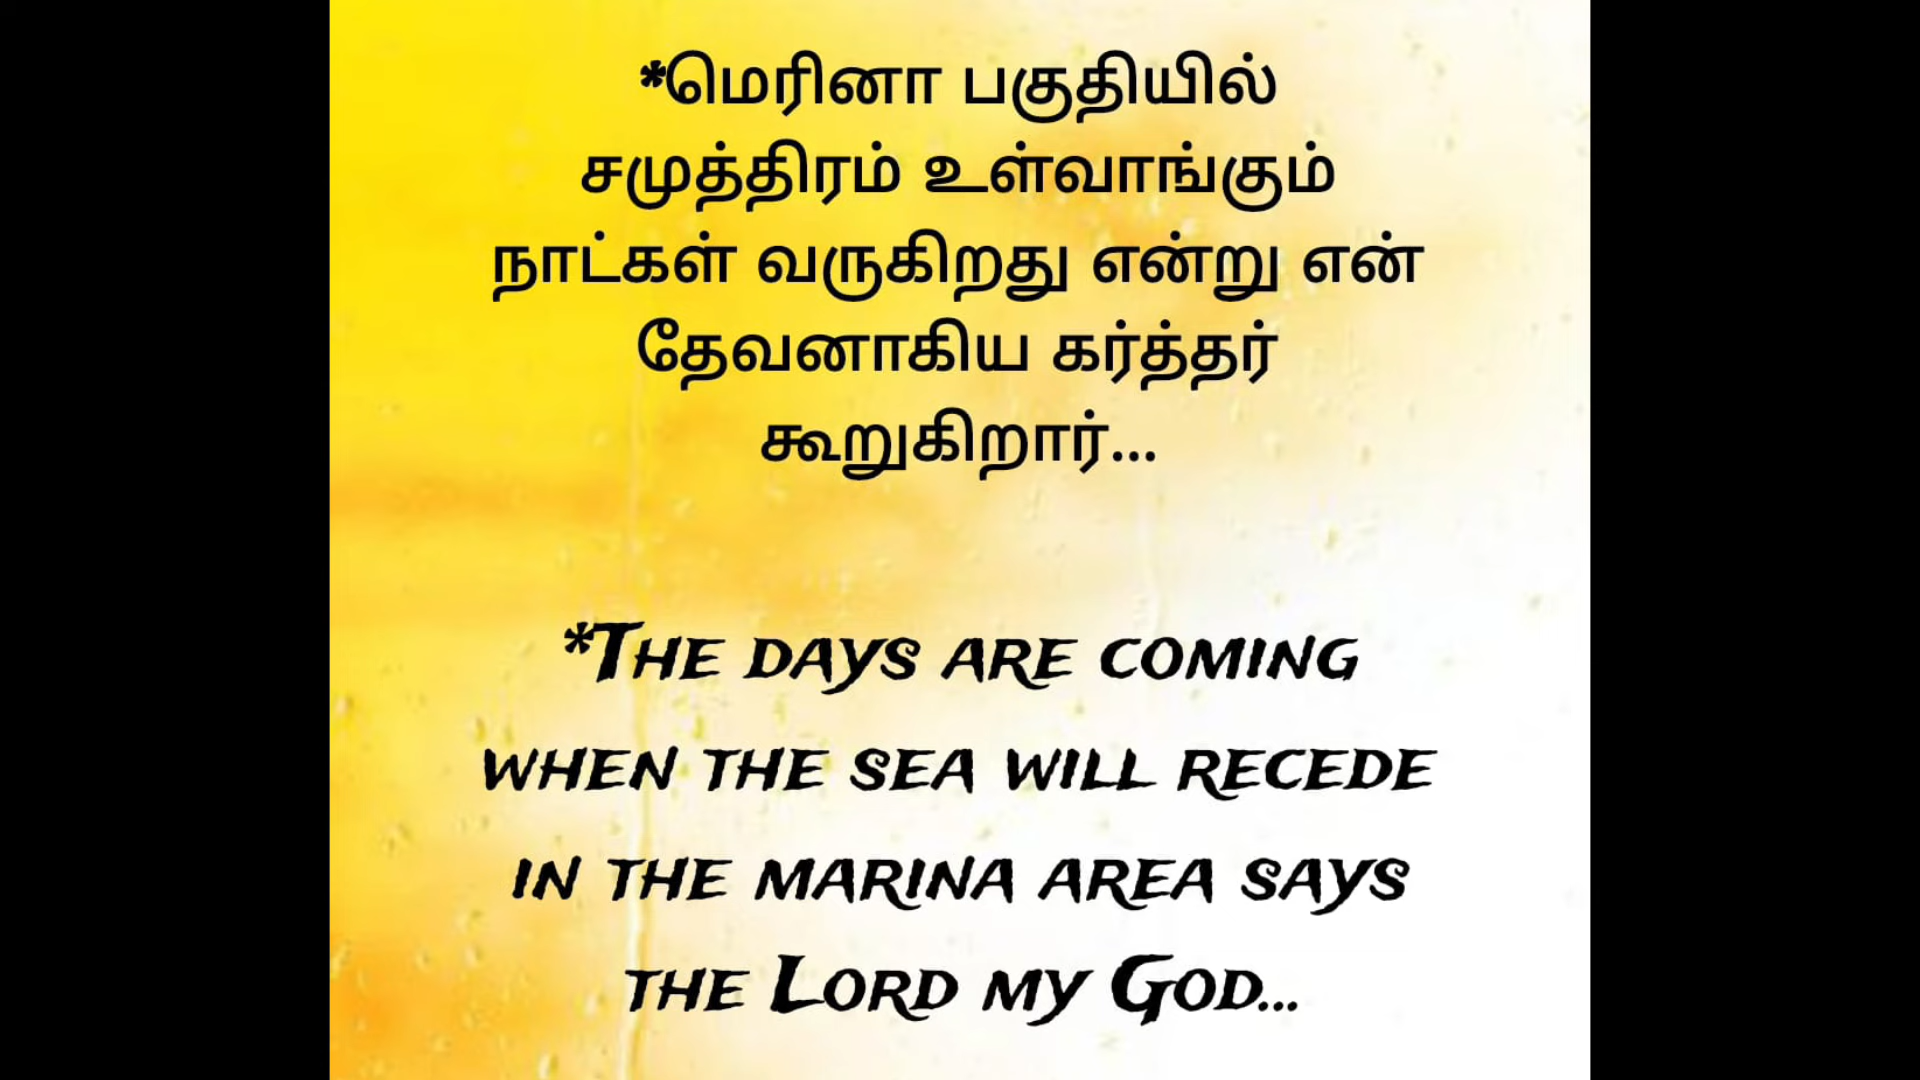 *மெரினா பகுதியில்
சமுத்திரம் உள்வாங்கும்
நாட்கள் வருகிறது என்று என்
தேவனாகிய கர்த்தர்
கூறுகிறார்...
*The days are coming
when the sea will recede
in the marina area says
the Lord my God...